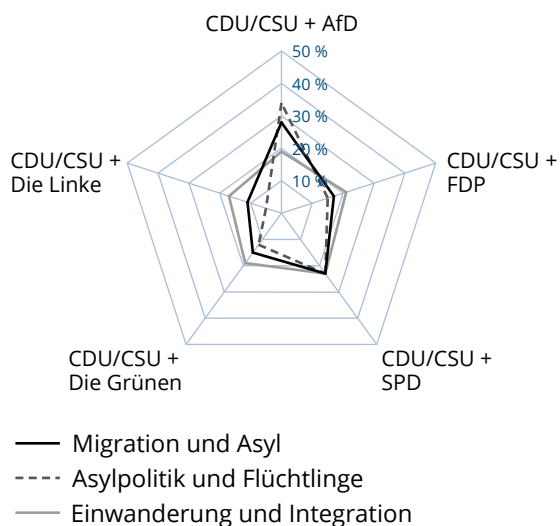 CDU/CSU + AfD
50 %
40 %
30 %
20 %
10 %
CDU/CSU +
Die Linke
CDU/CSU +
FDP
CDU/CSU +
Die Grünen
CDU/CSU +
SPD
Migration und Asyl
Asylpolitik und Flüchtlinge
Einwanderung und Integration